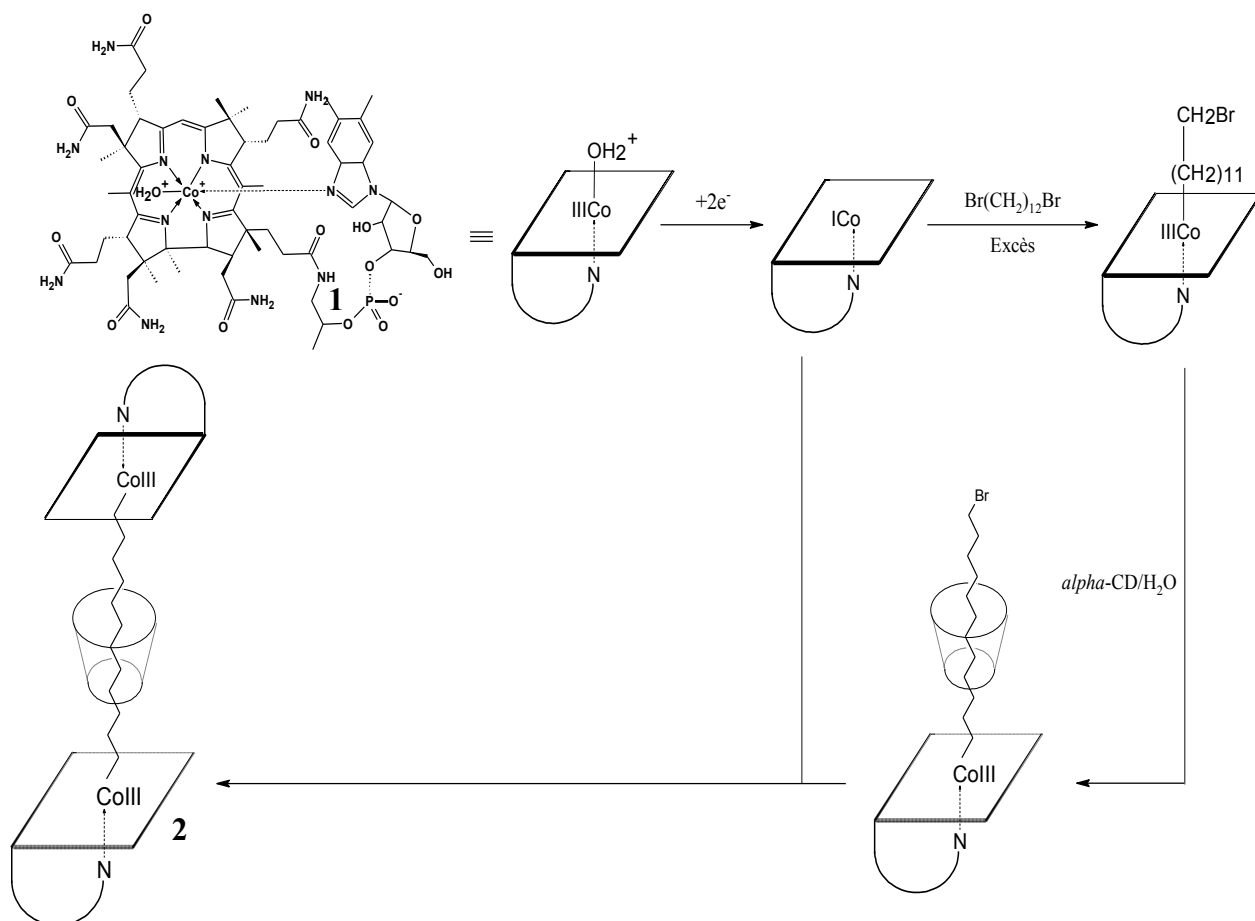 O
H2N
O
NH2
O
H2N
NH2
O
N
N
N
N
H2O+
Co+
N
N
O
HO
OH
O
O
NH
P
O-
O
O
O
H2N
O
NH2
O
NH2
1
≡
OH2+
IIICo
N
+2e-
ICo
N
Br(CH2)12Br
Excès
CH2Br
(CH2)11
IIICo
N
N
CoIII
CoIII
N
2
Br
CoIII
N
alpha-CD/H2O